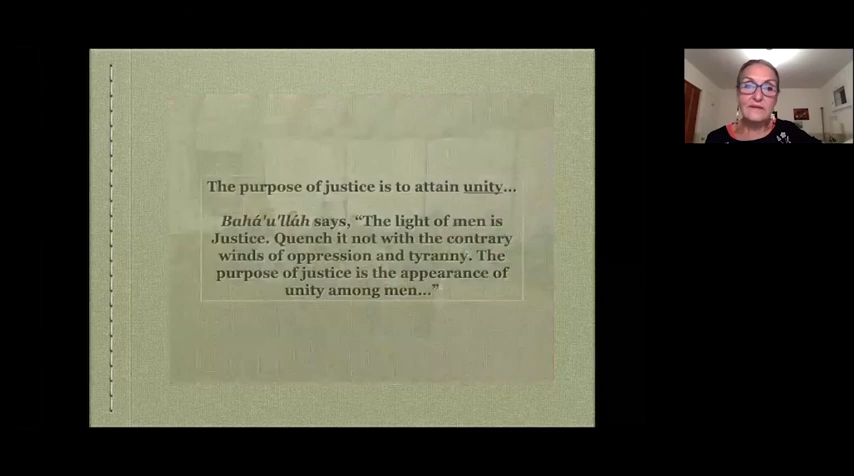 The purpose of justice is to attain unity...
Bahá'u'lláh says, “The light of men is
Justice. Quench it not with the contrary
winds of oppression and tyranny. The
purpose of justice is the appearance of
unity among men...”